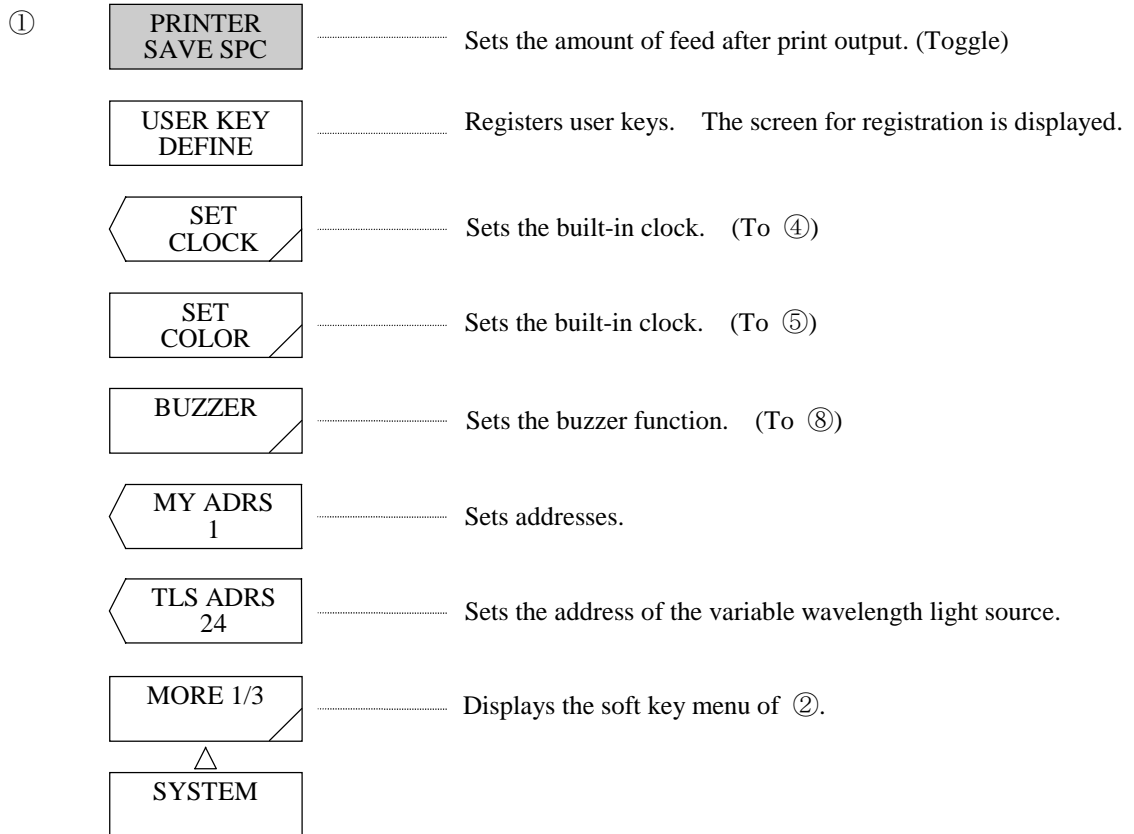 ①
PRINTER
SAVE SPC
Sets the amount of feed after print output. (Toggle)
USER KEY
DEFINE
Registers user keys. The screen for registration is displayed.
SET
CLOCK
Sets the built-in clock. (To ④)
SET
COLOR
Sets the built-in clock. (To ⑤)
BUZZER
Sets the buzzer function. (To ⑧)
MY ADRS
1
Sets addresses.
TLS ADRS
24
Sets the address of the variable wavelength light source.
MORE 1/3
Displays the soft key menu of ②.
SYSTEM